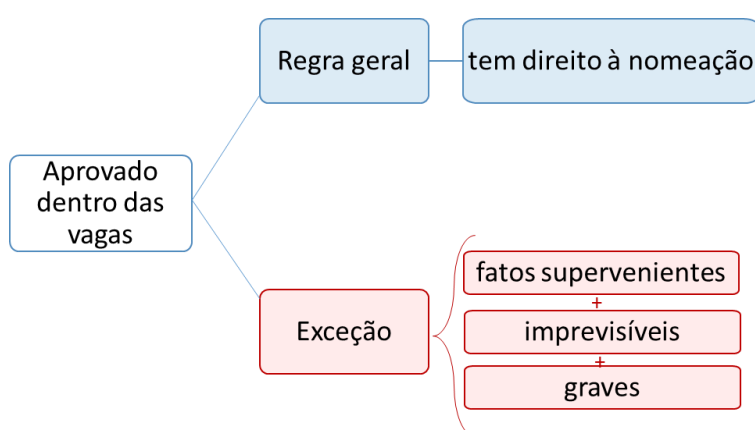 Regra geral
tem direito à nomeação
Aprovado
dentro das
vagas
Exceção
fatos supervenientes
+
imprevisíveis
+
graves